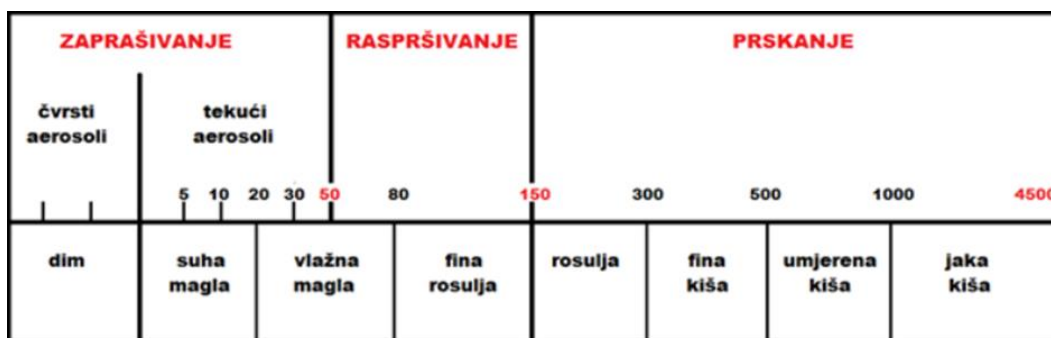 ZAPRAŠIVANJE RASPRŠIVANJE PRSKANJE
čvrsti
aerosoli
tekući
aerosoli
5 10 20 30 50 80 150 300 500 1000 4500
dim
suha
magla
vlažna
magla
fina
rosulja
rosulja
fina
kiša
umjerena
kiša
jaka
kiša